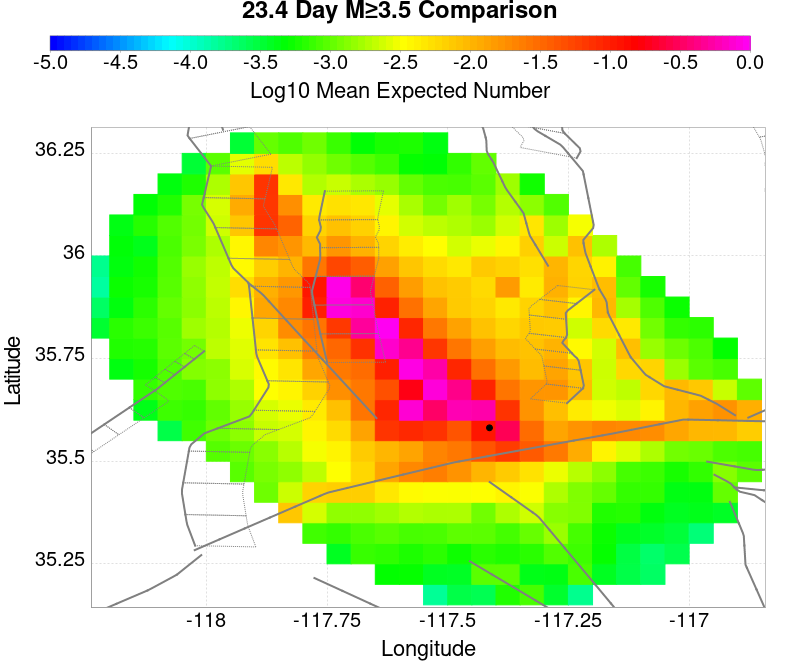 23.4 Day M≥3.5 Comparison
-5.0 -4.5 -4.0 -3.5 -3.0 -2.5 -2.0 -1.5 -1.0 -0.5 0.0
Log10 Mean Expected Number
36.25
36
35.75
35.5
35.25
Latitude
-118 -117.75 -117.5 -117.25 -117
Longitude